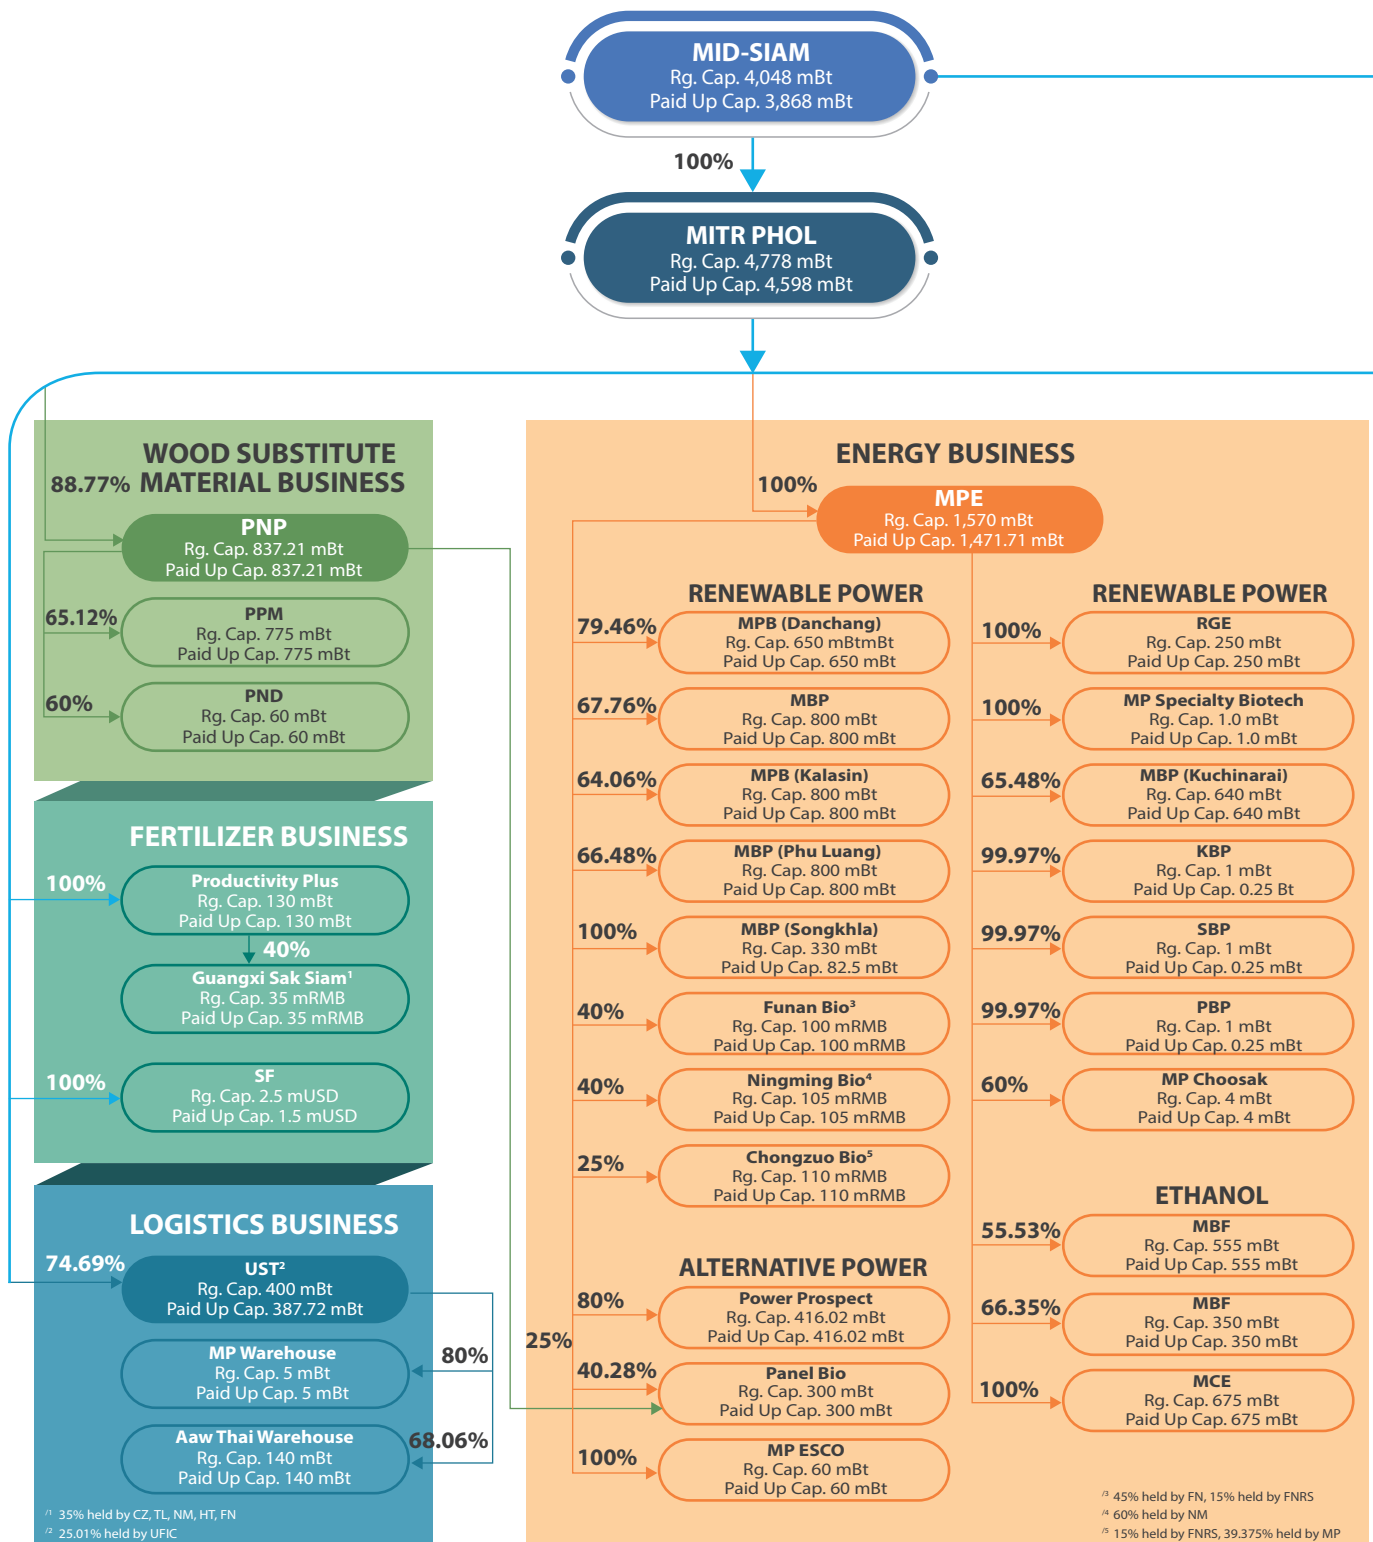 MID-SIAM
Rg. Cap. 4,048 mBt
Paid Up Cap. 3,868 mBt
100%
MITR PHOL
Rg. Cap. 4,778 mBt
Paid Up Cap. 4,598 mBt
WOOD SUBSTITUTE
MATERIAL BUSINESS
88.77%
PNP
Rg. Cap. 837.21 mBt
Paid Up Cap. 837.21 mBt
65.12%
PPM
Rg. Cap. 775 mBt
Paid Up Cap. 775 mBt
60%
PND
Rg. Cap. 60 mBt
Paid Up Cap. 60 mBt
FERTILIZER BUSINESS
100%
Productivity Plus
Rg. Cap. 130 mBt
Paid Up Cap. 130 mBt
40%
Guangxi Sak Siam¹
Rg. Cap. 35 mRMB
Paid Up Cap. 35 mRMB
100%
SF
Rg. Cap. 2.5 mUSD
Paid Up Cap. 1.5 mUSD
LOGISTICS BUSINESS
74.69%
UST²
Rg. Cap. 400 mBt
Paid Up Cap. 387.72 mBt
80%
MP Warehouse
Rg. Cap. 5 mBt
Paid Up Cap. 5 mBt
68.06%
Aaw Thai Warehouse
Rg. Cap. 140 mBt
Paid Up Cap. 140 mBt
/1 35% held by CZ, TL, NM, HT, FN
/2 25.01% held by UFIC
ENERGY BUSINESS
100%
MPE
Rg. Cap. 1,570 mBt
Paid Up Cap. 1,471.71 mBt
RENEWABLE POWER
79.46%
MPB (Danchang)
Rg. Cap. 650 mBtmBt
Paid Up Cap. 650 mBt
67.76%
MBP
Rg. Cap. 800 mBt
Paid Up Cap. 800 mBt
64.06%
MPB (Kalasin)
Rg. Cap. 800 mBt
Paid Up Cap. 800 mBt
66.48%
MBP (Phu Luang)
Rg. Cap. 800 mBt
Paid Up Cap. 800 mBt
100%
MBP (Songkhla)
Rg. Cap. 330 mBt
Paid Up Cap. 82.5 mBt
40%
Funan Bio³
Rg. Cap. 100 mRMB
Paid Up Cap. 100 mRMB
40%
Ningming Bio⁴
Rg. Cap. 105 mRMB
Paid Up Cap. 105 mRMB
25%
Chongzuo Bio⁵
Rg. Cap. 110 mRMB
Paid Up Cap. 110 mRMB
ALTERNATIVE POWER
80%
Power Prospect
Rg. Cap. 416.02 mBt
Paid Up Cap. 416.02 mBt
25%
40.28%
Panel Bio
Rg. Cap. 300 mBt
Paid Up Cap. 300 mBt
100%
MP ESCO
Rg. Cap. 60 mBt
Paid Up Cap. 60 mBt
RENEWABLE POWER
100%
RGE
Rg. Cap. 250 mBt
Paid Up Cap. 250 mBt
100%
MP Specialty Biotech
Rg. Cap. 1.0 mBt
Paid Up Cap. 1.0 mBt
65.48%
MBP (Kuchinarai)
Rg. Cap. 640 mBt
Paid Up Cap. 640 mBt
99.97%
KBP
Rg. Cap. 1 mBt
Paid Up Cap. 0.25 Bt
99.97%
SBP
Rg. Cap. 1 mBt
Paid Up Cap. 0.25 mBt
99.97%
PBP
Rg. Cap. 1 mBt
Paid Up Cap. 0.25 mBt
60%
MP Choosak
Rg. Cap. 4 mBt
Paid Up Cap. 4 mBt
ETHANOL
55.53%
MBF
Rg. Cap. 555 mBt
Paid Up Cap. 555 mBt
66.35%
MBF
Rg. Cap. 350 mBt
Paid Up Cap. 350 mBt
100%
MCE
Rg. Cap. 675 mBt
Paid Up Cap. 675 mBt
/3 45% held by FN, 15% held by FNRS
/4 60% held by NM
/5 15% held by FNRS, 39.375% held by MP